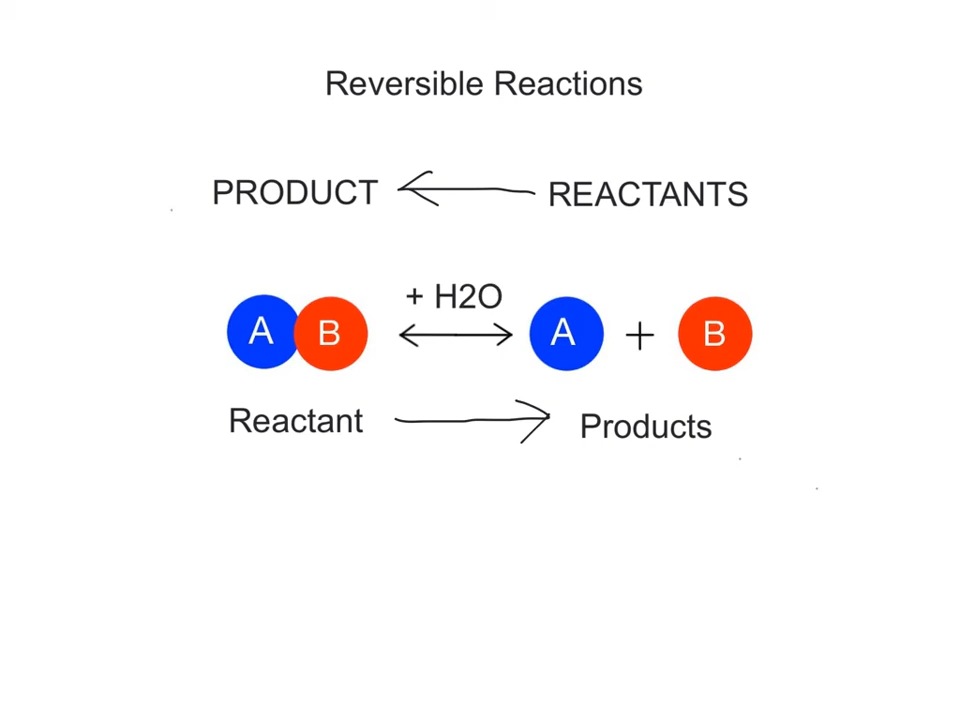 Reversible Reactions
PRODUCT REACTANTS
+ H2O
A B A + B
Reactant Products